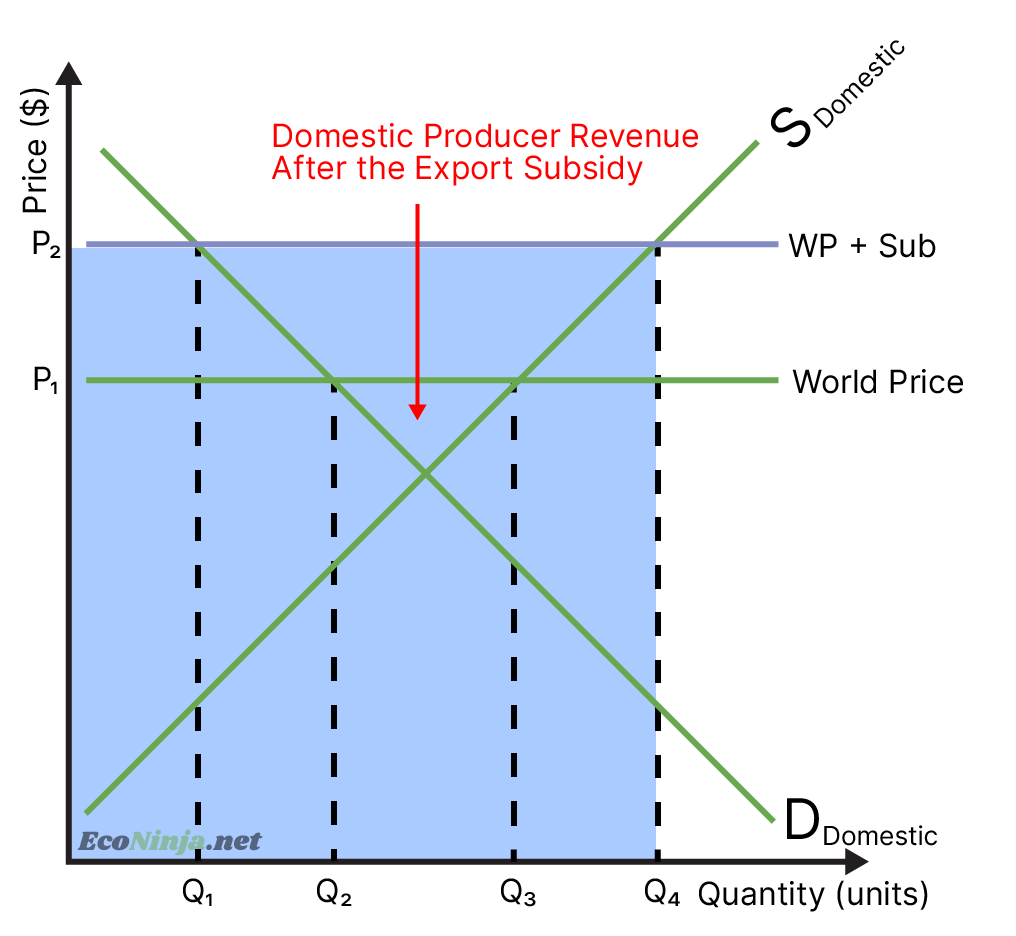 Price ($)
Domestic Producer Revenue
After the Export Subsidy
S Domestic
P₂
WP + Sub
P₁
World Price
D Domestic
EcoNinja.net
Q₁
Q₂
Q₃
Q₄
Quantity (units)